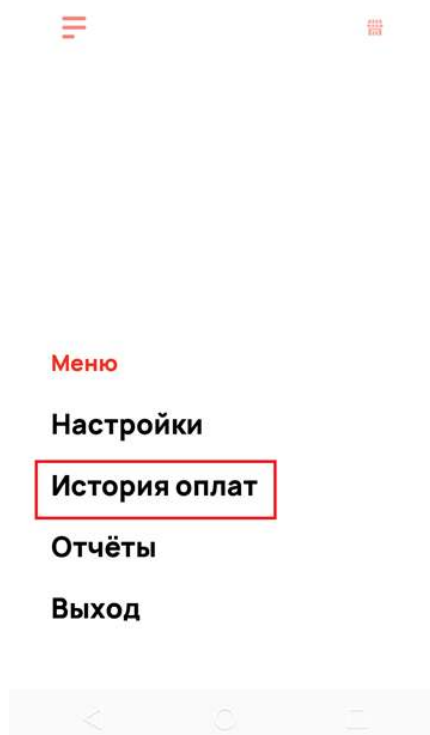 Меню
Настройки
История оплат
Отчёты
Выход